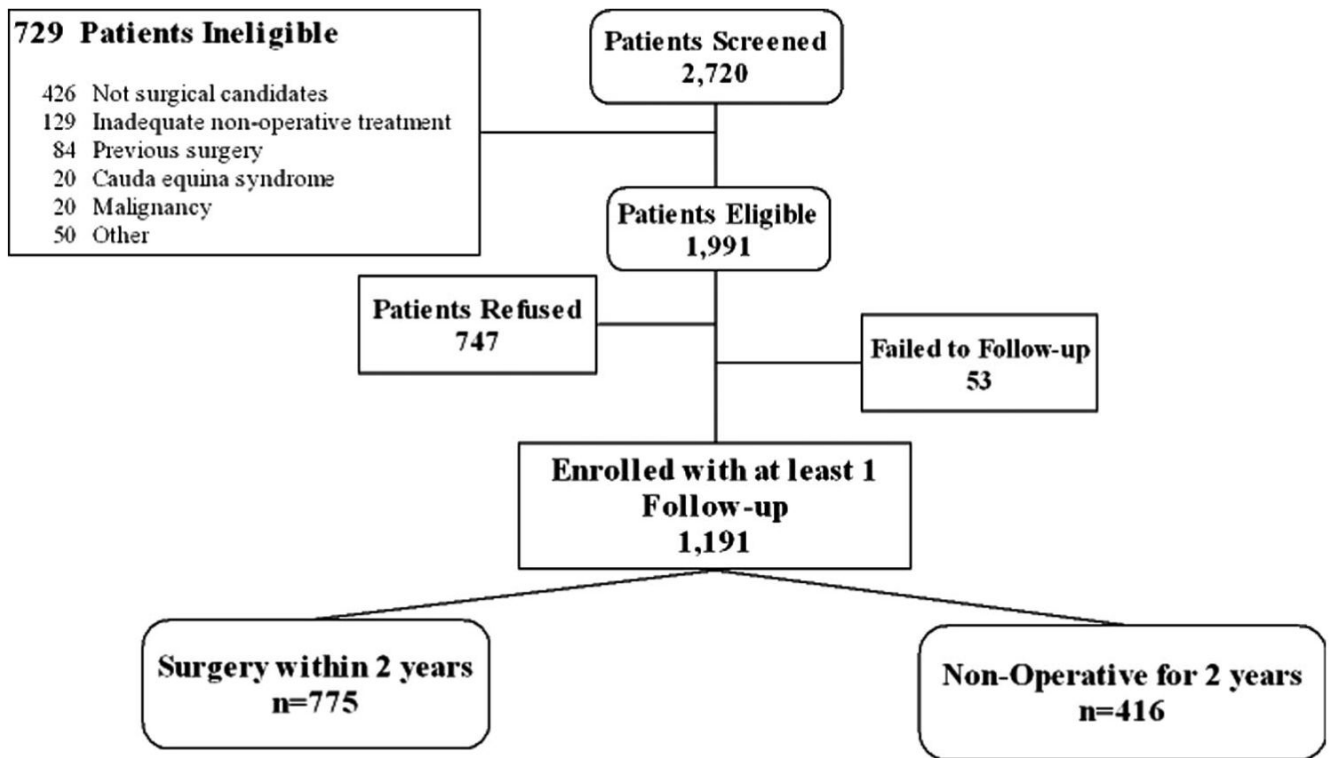 729 Patients Ineligible
426 Not surgical candidates
129 Inadequate non-operative treatment
84 Previous surgery
20 Cauda equina syndrome
20 Malignancy
50 Other
Patients Screened
2,720
Patients Eligible
1,991
Patients Refused
747
Failed to Follow-up
53
Enrolled with at least 1
Follow-up
1,191
Surgery within 2 years
n=775
Non-Operative for 2 years
n=416